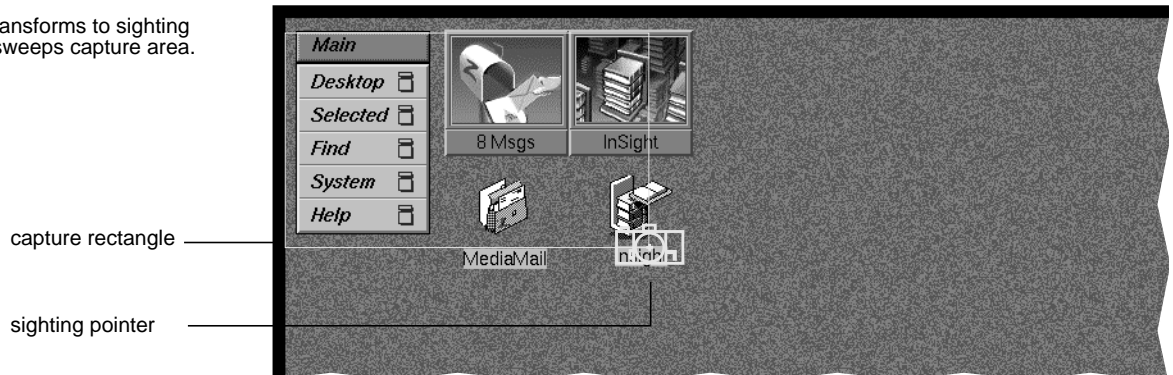 ansforms to sighting
sweeps capture area.
Main
Desktop
Selected
Find
System
Help
8 Msgs
InSight
MediaMail
nsigh
capture rectangle
sighting pointer